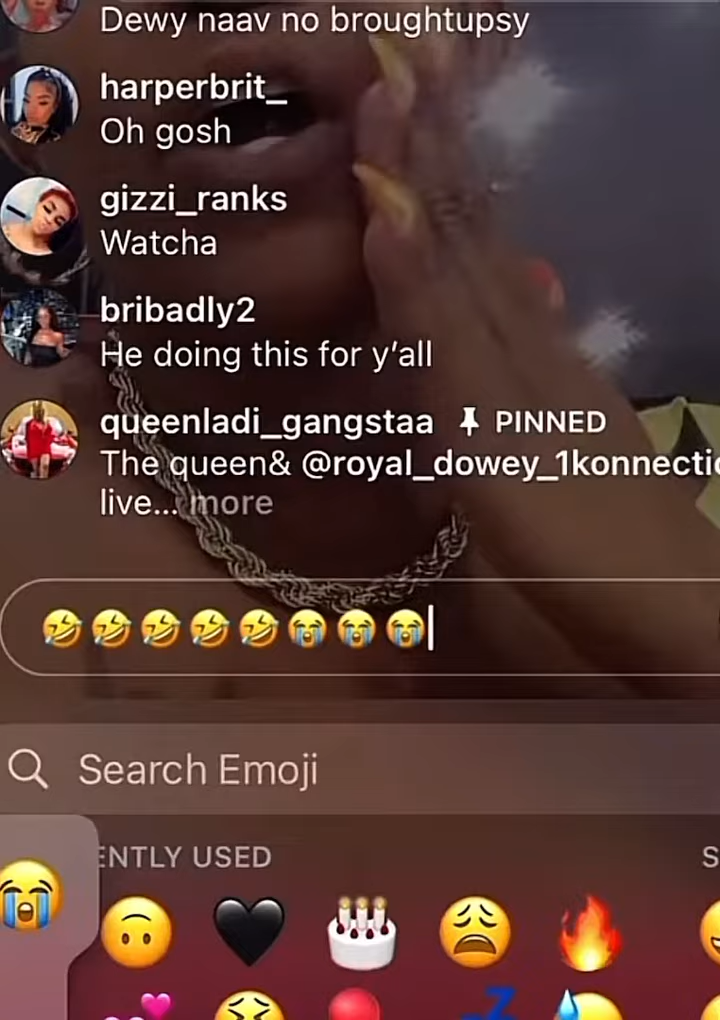 Dewy naav no broughtupsy
harperbrit_
Oh gosh
gizzi_ranks
Watcha
bribadly2
He doing this for y’all
queenladi_gangstaa PINNED
The queen& @royal_dowey_1konnectic
live... more
🤣🤣🤣🤣🤣😭😭😭
Search Emoji
ENTLY USED S